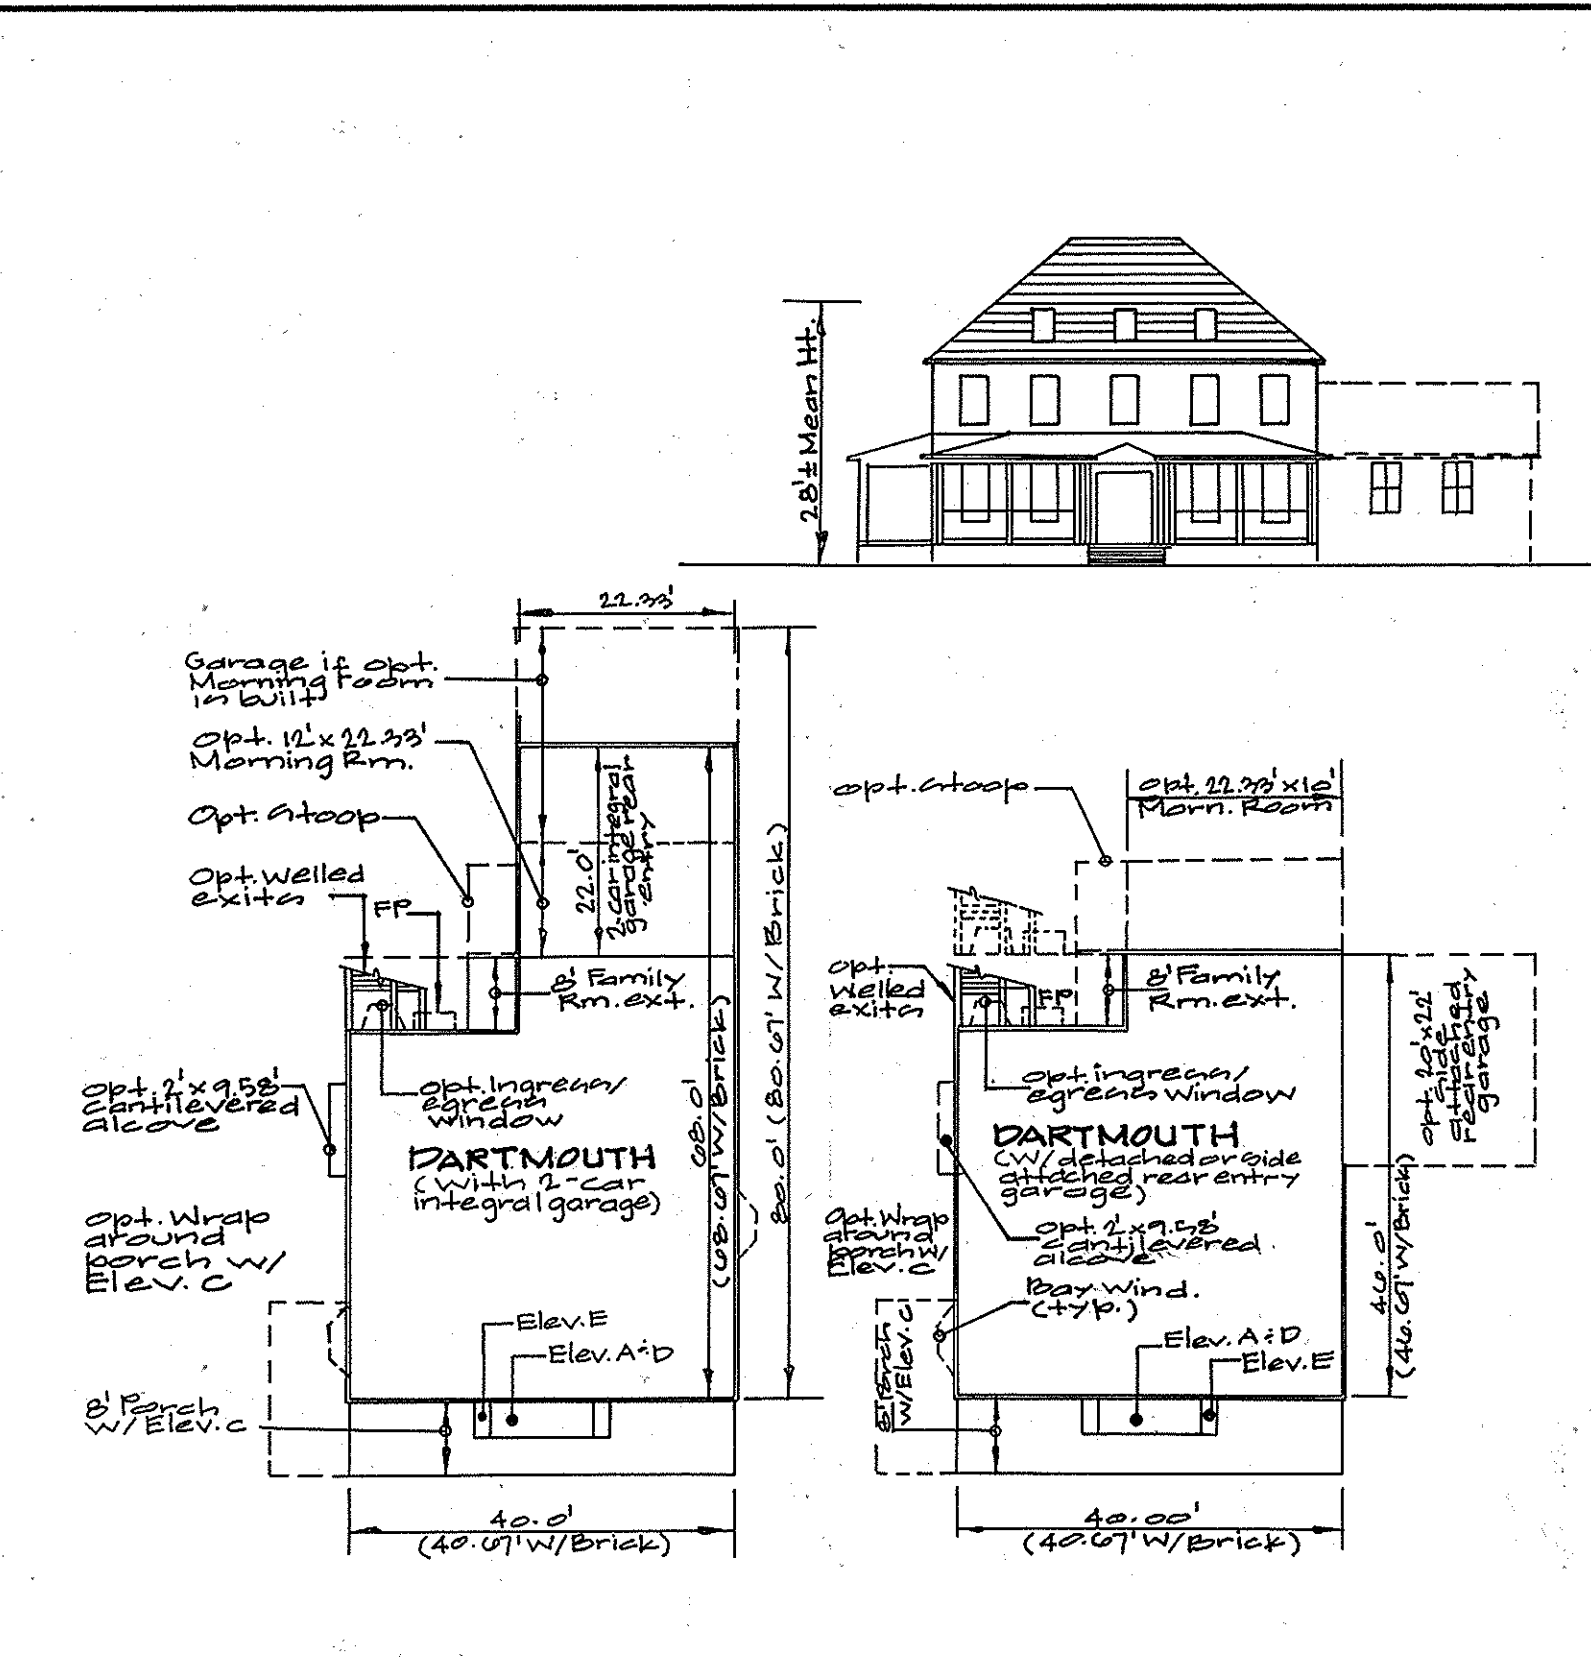 28'± Mean Ht.
22.33'
Garage if opt.
Morning room
is built
Opt. 12'x22.33'
Morning Rm.
Opt. Stoop
Opt. Welled
exits
FP
22.0'
2-car integral
garage rear
entry
8' Family
Rm. ext.
68.0'
(68.67' W/Brick)
80.0' (80.67' W/Brick)
Opt. 2'x9.58'
cantilevered
alcove
opt. Ingress/
egress
window
DARTMOUTH
(with 2-car
integral garage)
Opt. Wrap
around
porch w/
Elev. C
Elev. E
Elev. A&D
8' Porch
W/Elev. C
40.0'
(40.67' W/Brick)
opt. Stoop
opt. 22.33'x10'
Morn. Room
opt.
Welled
exits
FP
8' Family
Rm. ext.
opt. 20'x22'
side
attached
rear entry
garage
opt. ingress/
egress window
DARTMOUTH
(W/detached or side
attached rear entry
garage)
Opt. Wrap
around
porch W/
Elev. C
opt. 2'x9.58'
cantilevered
alcove
Bay Wind.
(typ.)
46.0'
(46.67' W/Brick)
8' Porch
W/Elev. C
Elev. A&D
Elev. E
40.00'
(40.67' W/Brick)